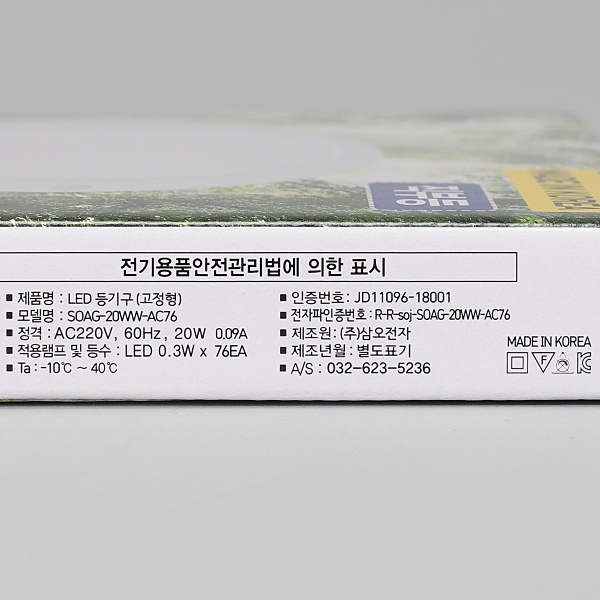 전기용품안전관리법에 의한 표시
■ 제품명 : LED 등기구 (고정형)
■ 모델명 : SOAG-20WW-AC76
■ 정격 : AC220V, 60Hz, 20W 0.09A
■ 적용램프 및 등수 : LED 0.3W x 76EA
■ Ta : -10℃ ~ 40℃
■ 인증번호 : JD11096-18001
■ 전자파인증번호 : R-R-soj-SOAG-20WW-AC76
■ 제조원 : (주)삼오전자
■ 제조년월 : 별도표기
■ A/S : 032-623-5236
MADE IN KOREA